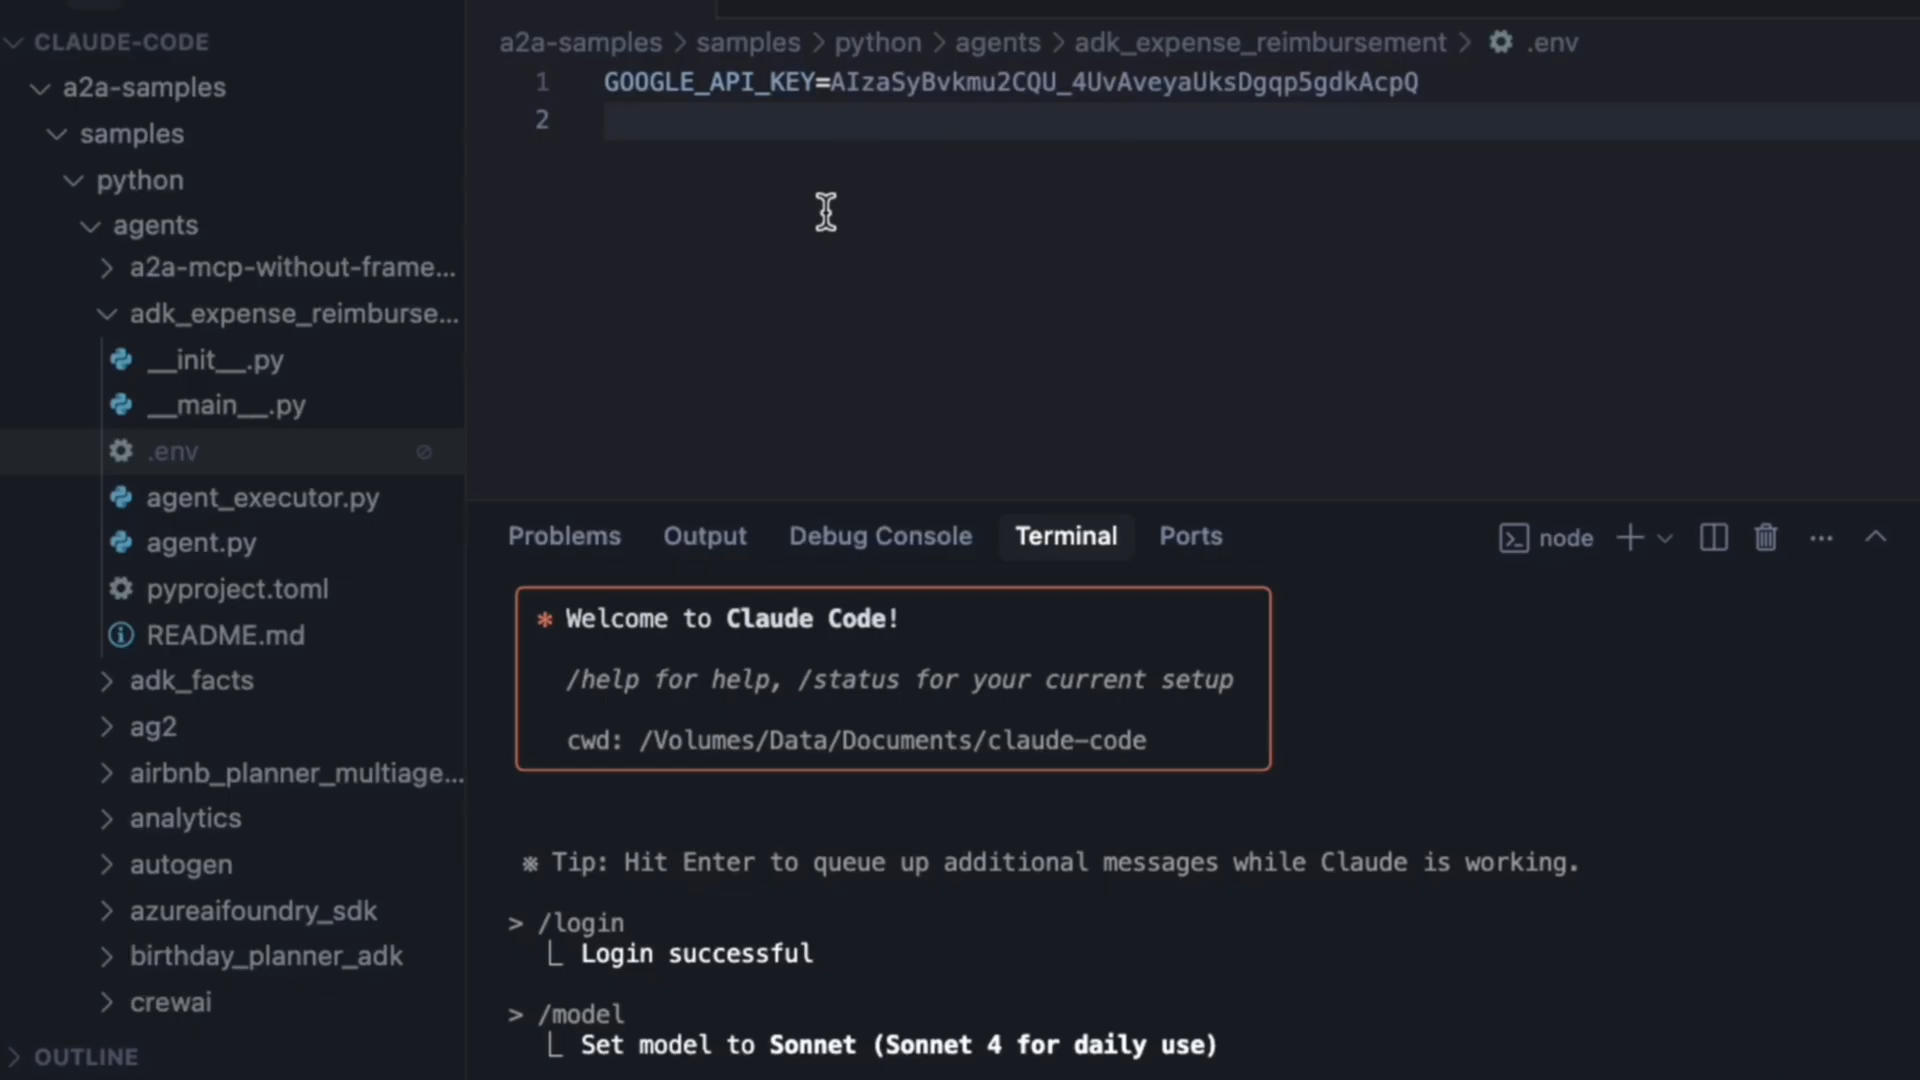 CLAUDE-CODE
a2a-samples
samples
python
agents
a2a-mcp-without-frame...
adk_expense_reimburse...
__init__.py
__main__.py
.env
agent_executor.py
agent.py
pyproject.toml
README.md
adk_facts
ag2
airbnb_planner_multiage...
analytics
autogen
azureaifoundry_sdk
birthday_planner_adk
crewai
OUTLINE
a2a-samples > samples > python > agents > adk_expense_reimbursement > .env
1 GOOGLE_API_KEY=AIzaSyBvkmu2CQU_4UvAveyaUksDgqp5gdkAcpQ
2
Problems Output Debug Console Terminal Ports node
* Welcome to Claude Code!
/help for help, /status for your current setup
cwd: /Volumes/Data/Documents/claude-code
※ Tip: Hit Enter to queue up additional messages while Claude is working.
> /login
⎿ Login successful
> /model
⎿ Set model to Sonnet (Sonnet 4 for daily use)